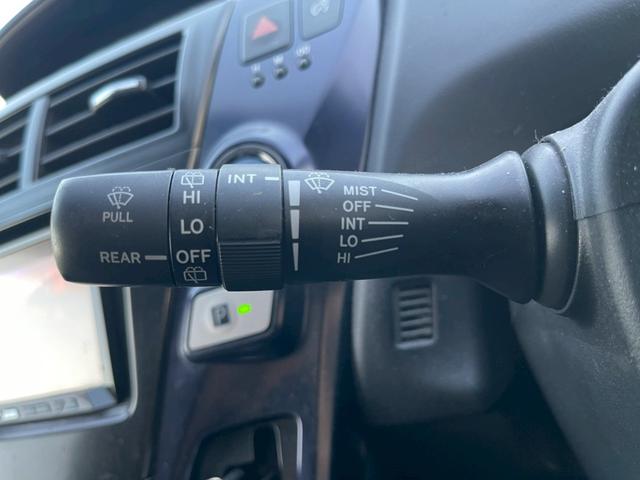 PULL
REAR
HI
LO
OFF
INT
MIST
OFF
INT
LO
HI
P